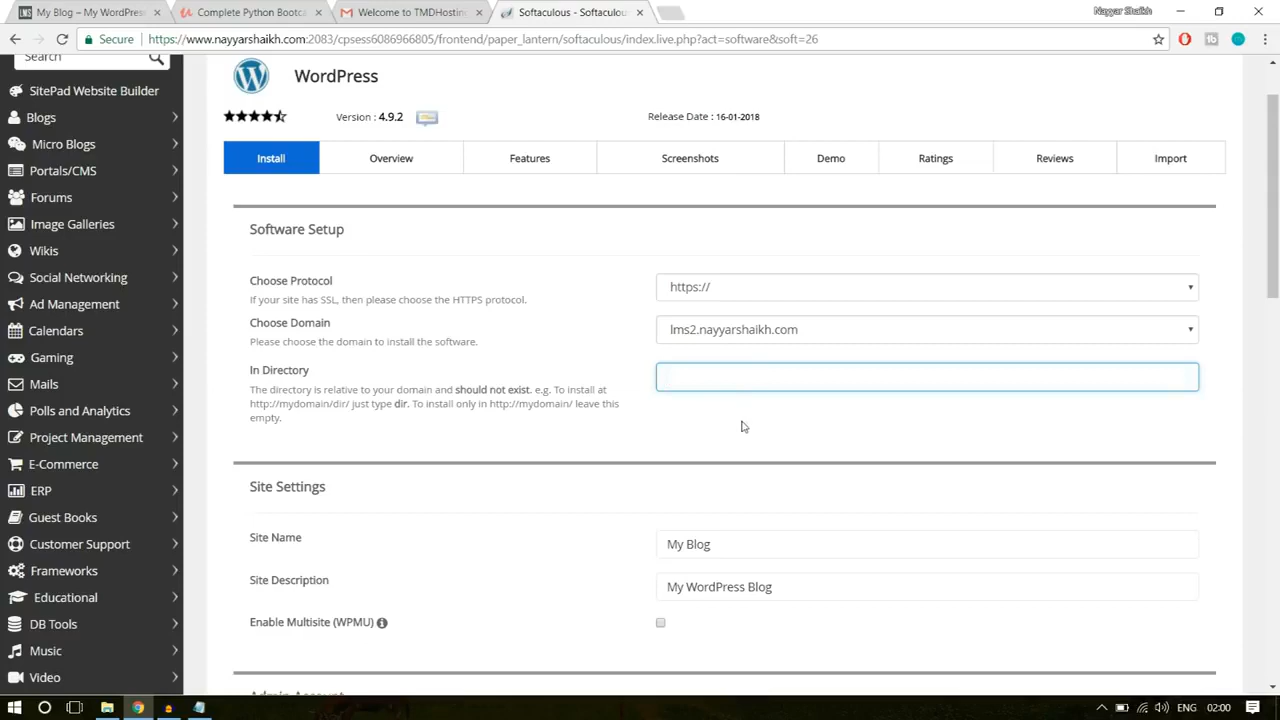 My Blog – My WordPress
Complete Python Bootca
Welcome to TMDHosting
Softaculous - Softaculou
Nayyar Shaikh
Secure
https://www.nayyarshaikh.com:2083/cpsess6086966805/frontend/paper_lantern/softaculous/index.live.php?act=software&soft=26
Search
SitePad Website Builder
Blogs
Micro Blogs
Portals/CMS
Forums
Image Galleries
Wikis
Social Networking
Ad Management
Calendars
Gaming
Mails
Polls and Analytics
Project Management
E-Commerce
ERP
Guest Books
Customer Support
Frameworks
Educational
DB Tools
Music
Video
WordPress
Version : 4.9.2
Release Date : 16-01-2018
Install
Overview
Features
Screenshots
Demo
Ratings
Reviews
Import
Software Setup
Choose Protocol
If your site has SSL, then please choose the HTTPS protocol.
https://
Choose Domain
Please choose the domain to install the software.
lms2.nayyarshaikh.com
In Directory
The directory is relative to your domain and should not exist. e.g. To install at
http://mydomain/dir/ just type dir. To install only in http://mydomain/ leave this
empty.
Site Settings
Site Name
My Blog
Site Description
My WordPress Blog
Enable Multisite (WPMU)
Admin Account
ENG
02:00